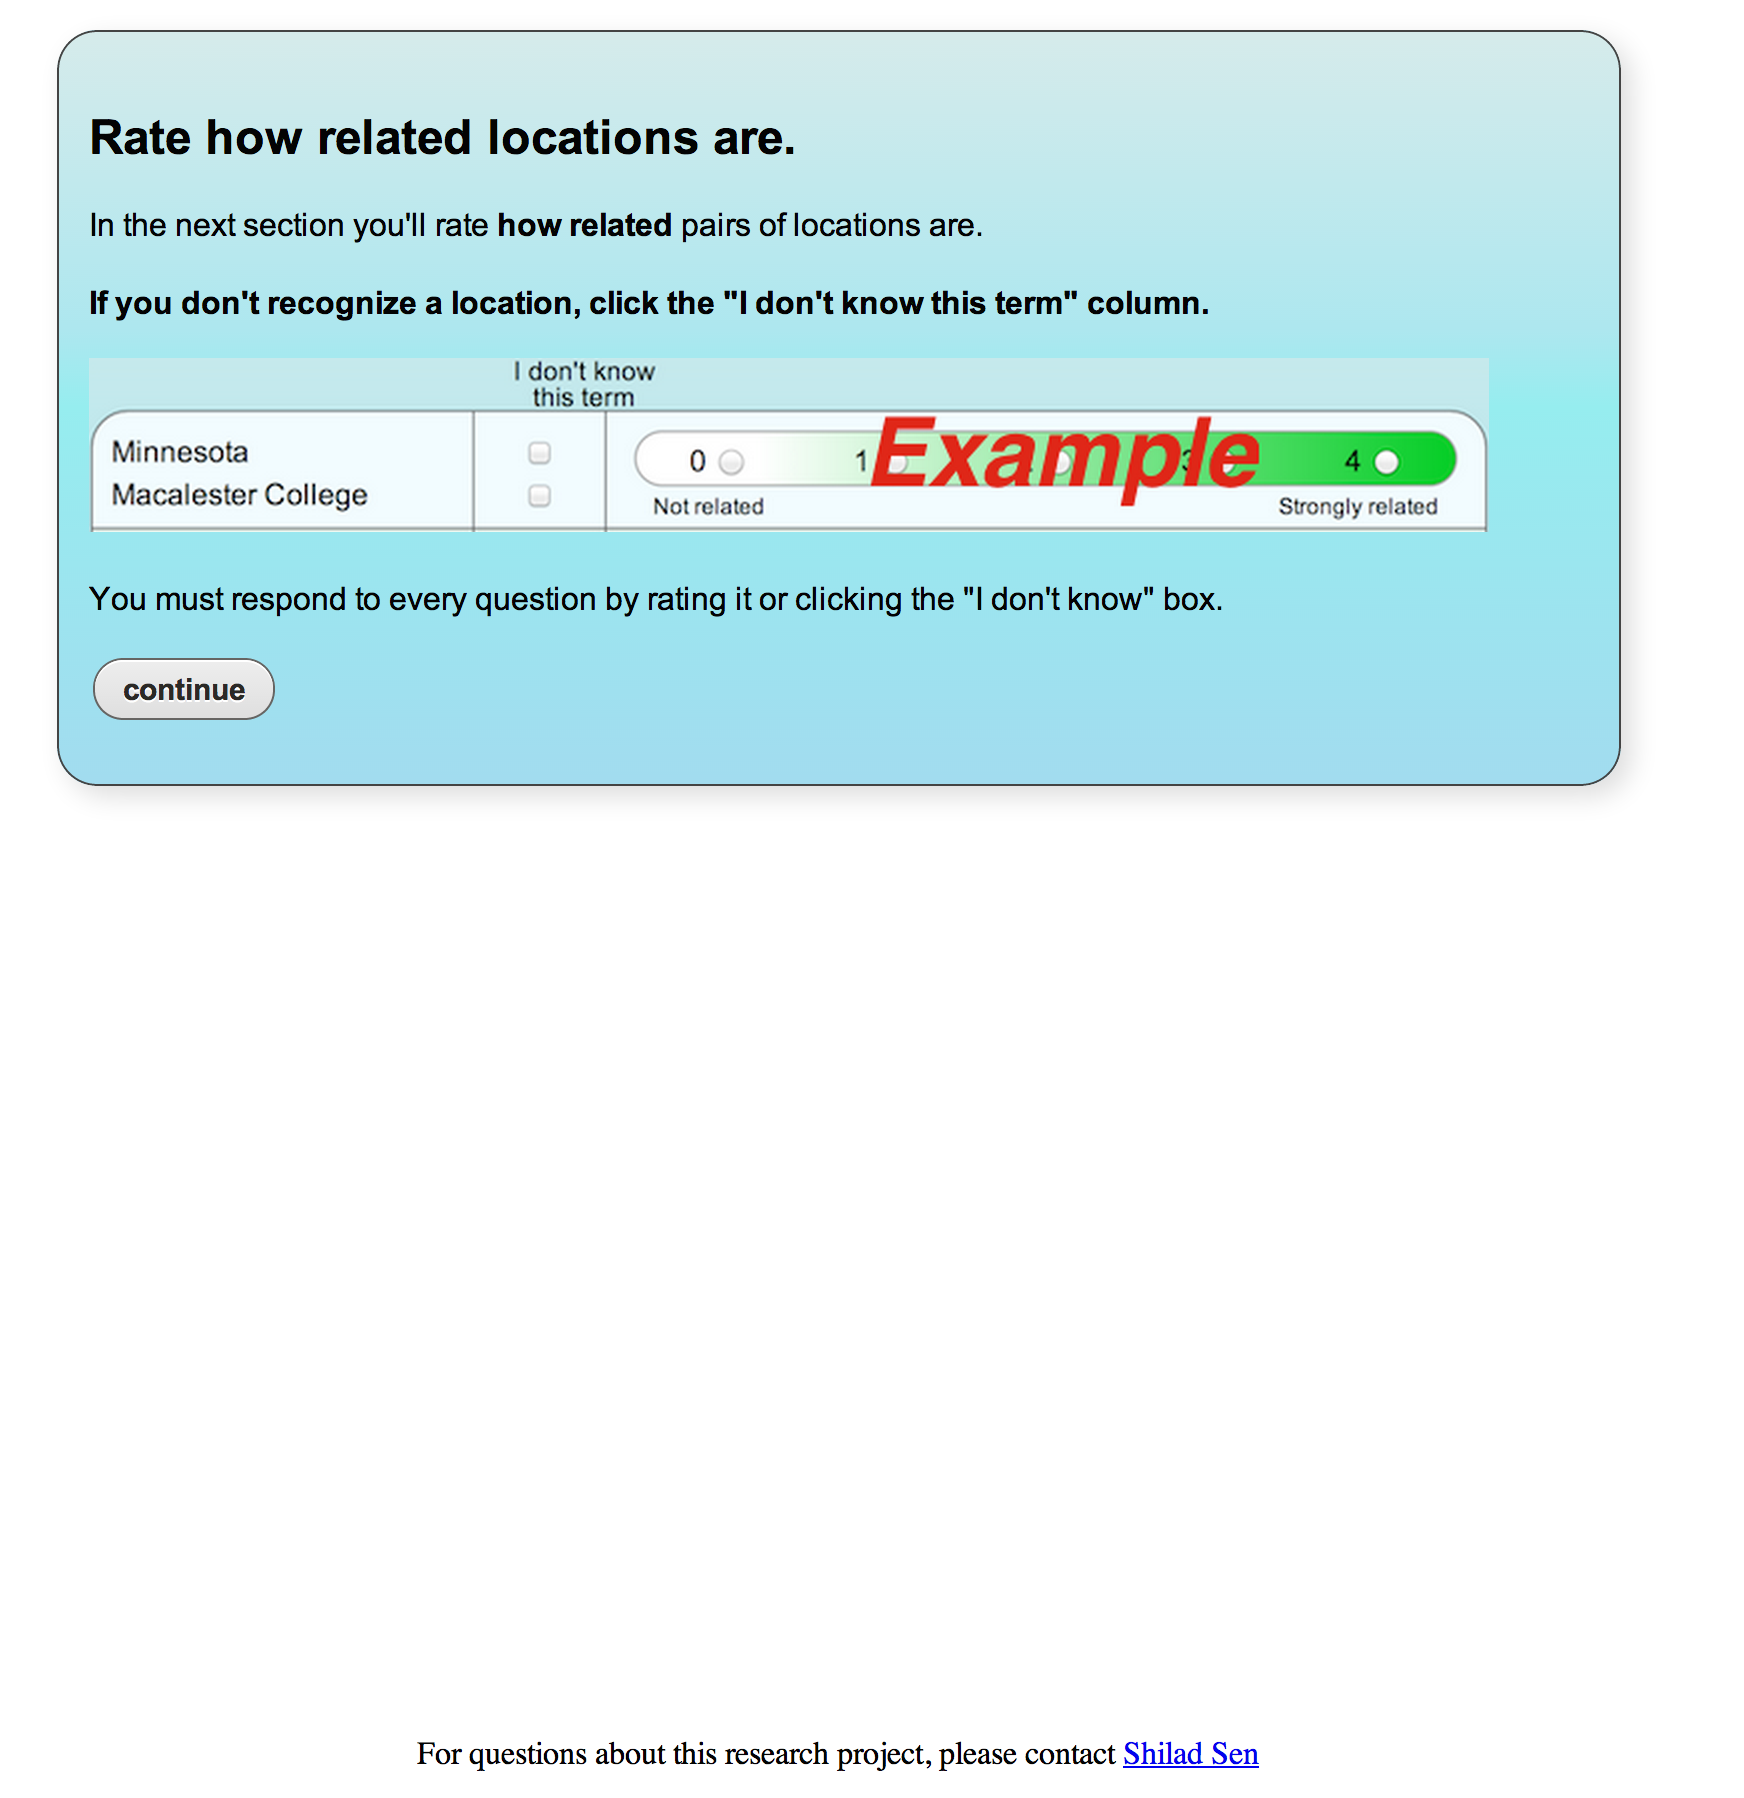 Rate how related locations are.
In the next section you'll rate how related pairs of locations are.
If you don't recognize a location, click the "I don't know this term" column.
I don't know
this term
Minnesota
Macalester College
0 1 3 4
Example
Not related Strongly related
You must respond to every question by rating it or clicking the "I don't know" box.
continue
For questions about this research project, please contact Shilad Sen